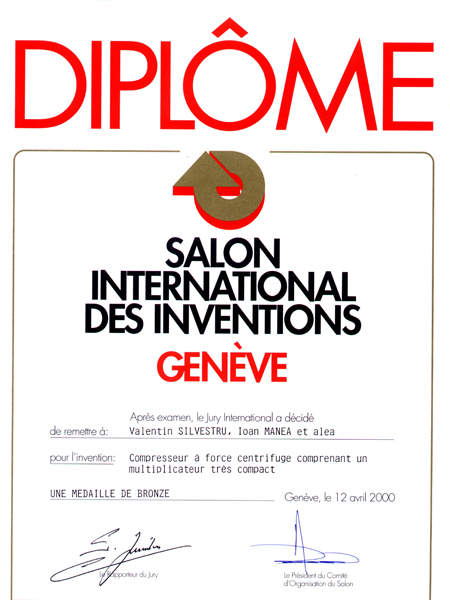 DIPLÔME
SALON
INTERNATIONAL
DES INVENTIONS
GENÈVE
Après examen, le Jury International a décidé
de remettre à: Valentin SILVESTRU, Ioan MANEA et alea
pour l'invention: Compresseur à force centrifuge comprenant un
multiplicateur très compact
UNE MEDAILLE DE BRONZE Genève, le 12 avril 2000
Le Rapporteur du Jury Le Président du Comité
d'Organisation du Salon